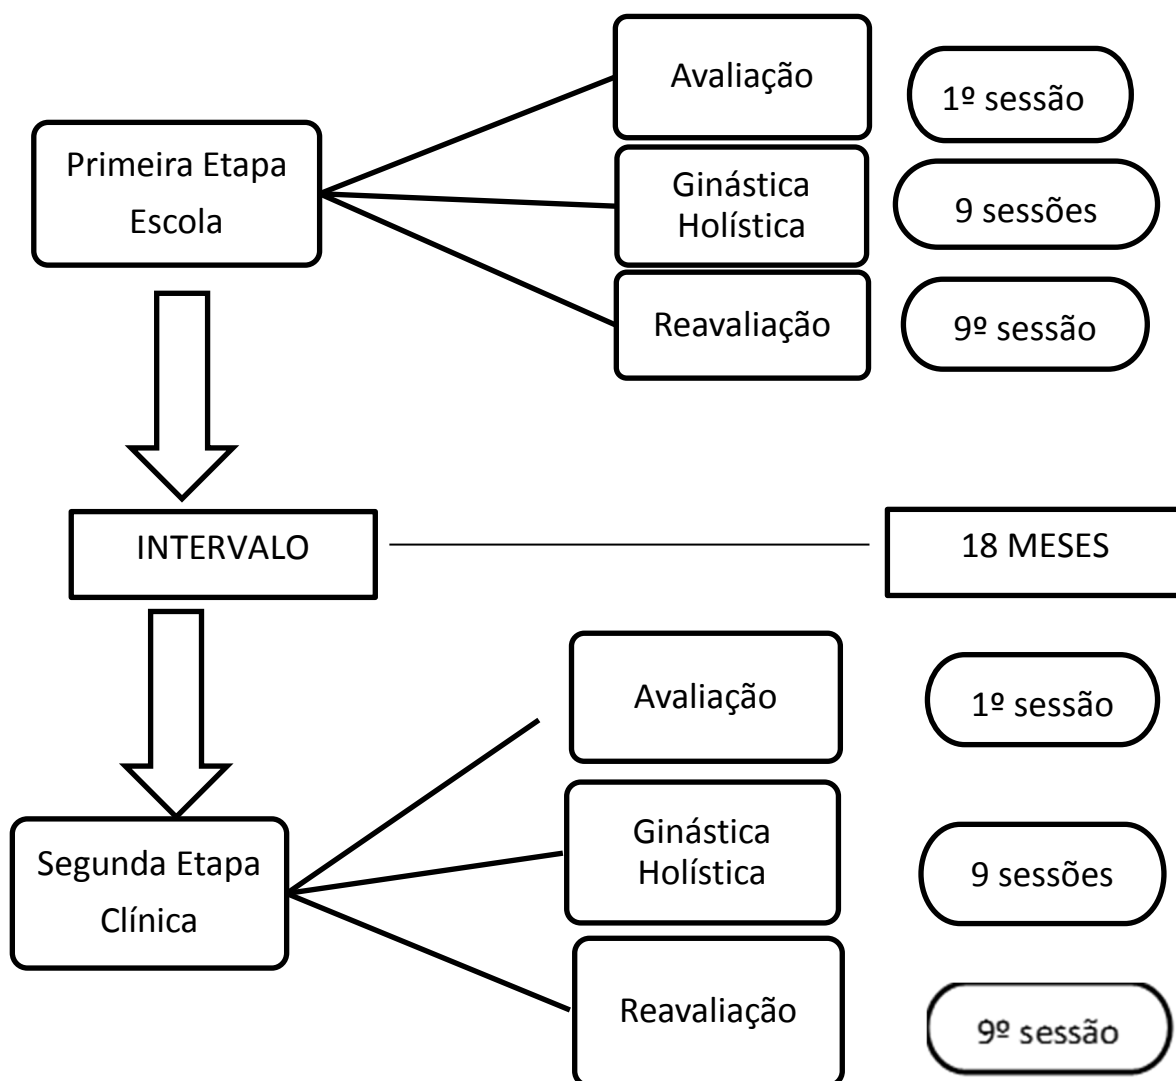 Primeira Etapa
Escola
Avaliação
1º sessão
Ginástica
Holística
9 sessões
Reavaliação
9º sessão
INTERVALO
18 MESES
Segunda Etapa
Clínica
Avaliação
1º sessão
Ginástica
Holística
9 sessões
Reavaliação
9º sessão